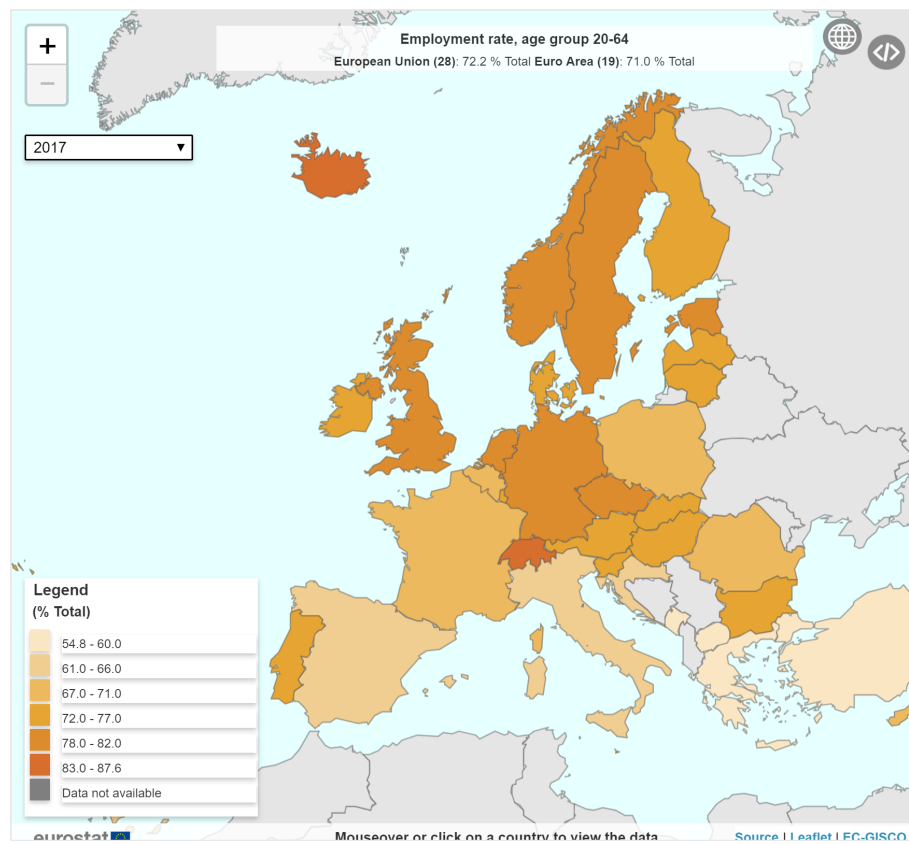 +
Employment rate, age group 20-64
European Union (28): 72.2 % Total Euro Area (19): 71.0 % Total
−
2017 ▼
Legend
(% Total)
54.8 - 60.0
61.0 - 66.0
67.0 - 71.0
72.0 - 77.0
78.0 - 82.0
83.0 - 87.6
Data not available
eurostat
Mouseover or click on a country to view the data
Source | Leaflet | EC-GISCO